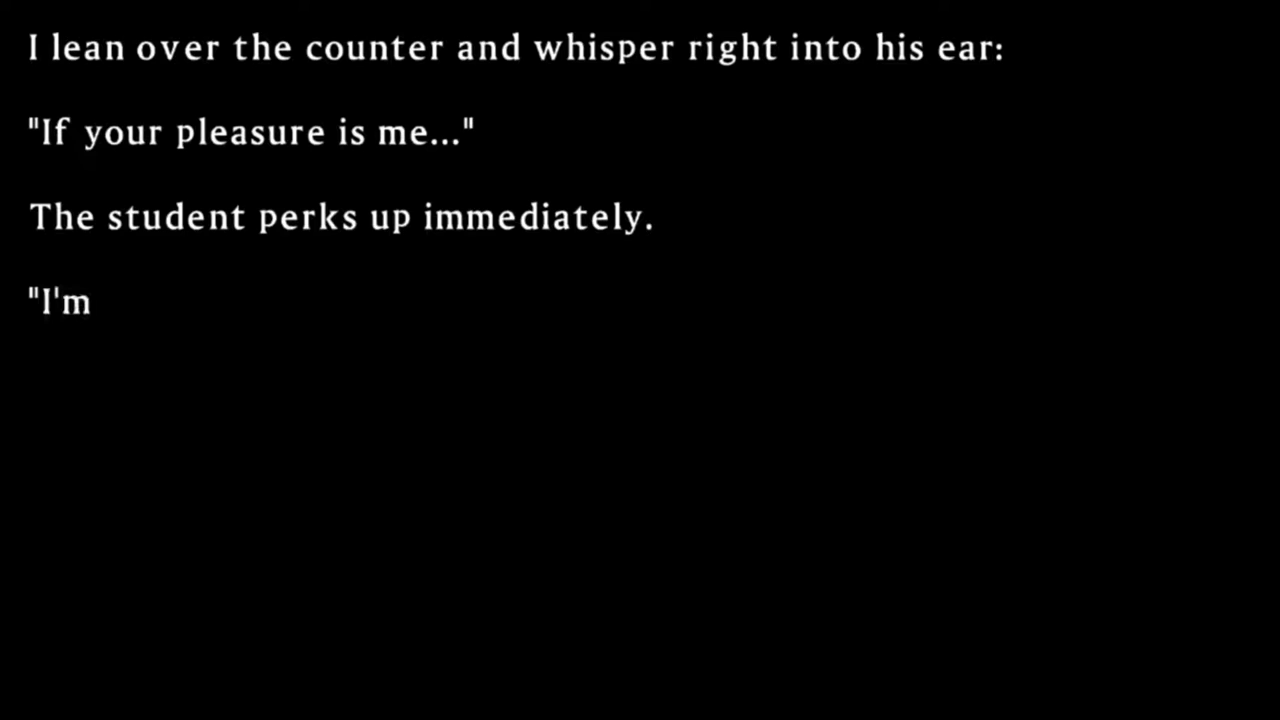 I lean over the counter and whisper right into his ear:
"If your pleasure is me..."
The student perks up immediately.
"I'm